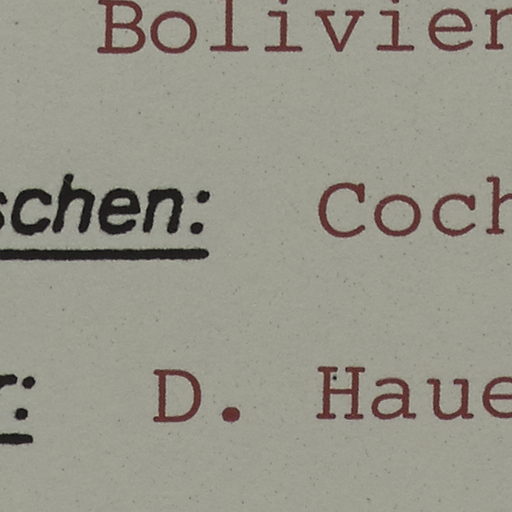 Bolivien
schen: Coch
r: D. Haue